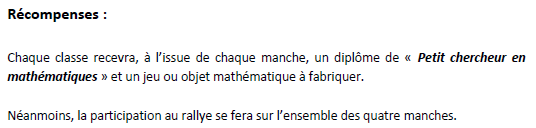 Récompenses :
Chaque classe recevra, à l’issue de chaque manche, un diplôme de « Petit chercheur en
mathématiques » et un jeu ou objet mathématique à fabriquer.
Néanmoins, la participation au rallye se fera sur l’ensemble des quatre manches.